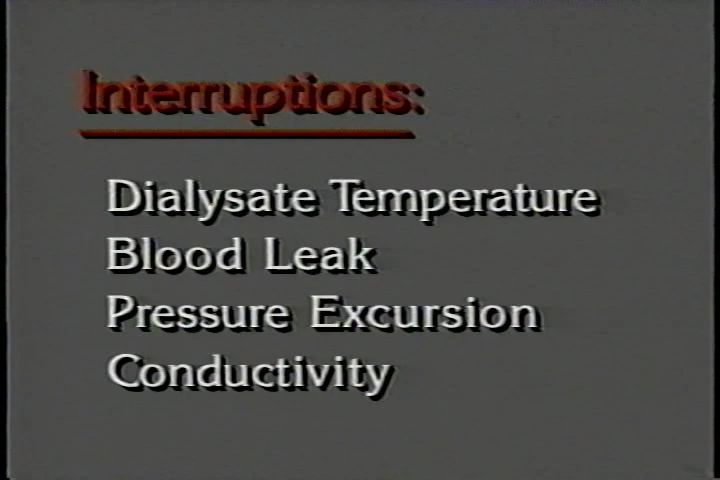 Interruptions:
Dialysate Temperature
Blood Leak
Pressure Excursion
Conductivity